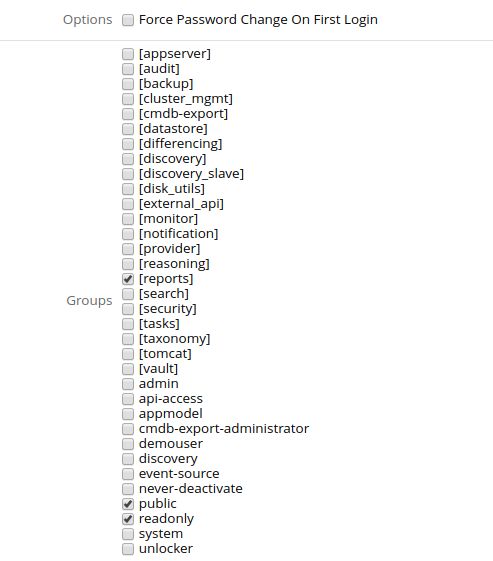 Options Force Password Change On First Login
[appserver]
[audit]
[backup]
[cluster_mgmt]
[cmdb-export]
[datastore]
[differencing]
[discovery]
[discovery_slave]
[disk_utils]
[external_api]
[monitor]
[notification]
[provider]
[reasoning]
[reports]
[search]
Groups
[security]
[tasks]
[taxonomy]
[tomcat]
[vault]
admin
api-access
appmodel
cmdb-export-administrator
demouser
discovery
event-source
never-deactivate
public
readonly
system
unlocker